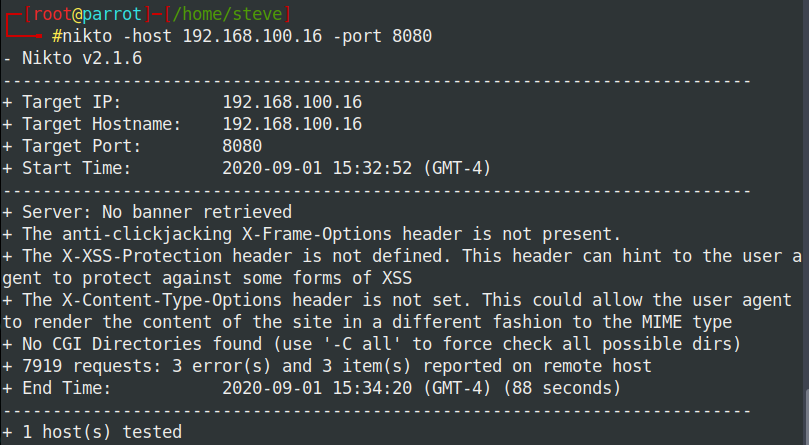 ┌─[root@parrot]─[/home/steve]
└──╼ #nikto -host 192.168.100.16 -port 8080
- Nikto v2.1.6
---------------------------------------------------------------------------
+ Target IP:          192.168.100.16
+ Target Hostname:    192.168.100.16
+ Target Port:        8080
+ Start Time:         2020-09-01 15:32:52 (GMT-4)
---------------------------------------------------------------------------
+ Server: No banner retrieved
+ The anti-clickjacking X-Frame-Options header is not present.
+ The X-XSS-Protection header is not defined. This header can hint to the user a
gent to protect against some forms of XSS
+ The X-Content-Type-Options header is not set. This could allow the user agent
to render the content of the site in a different fashion to the MIME type
+ No CGI Directories found (use '-C all' to force check all possible dirs)
+ 7919 requests: 3 error(s) and 3 item(s) reported on remote host
+ End Time:           2020-09-01 15:34:20 (GMT-4) (88 seconds)
---------------------------------------------------------------------------
+ 1 host(s) tested